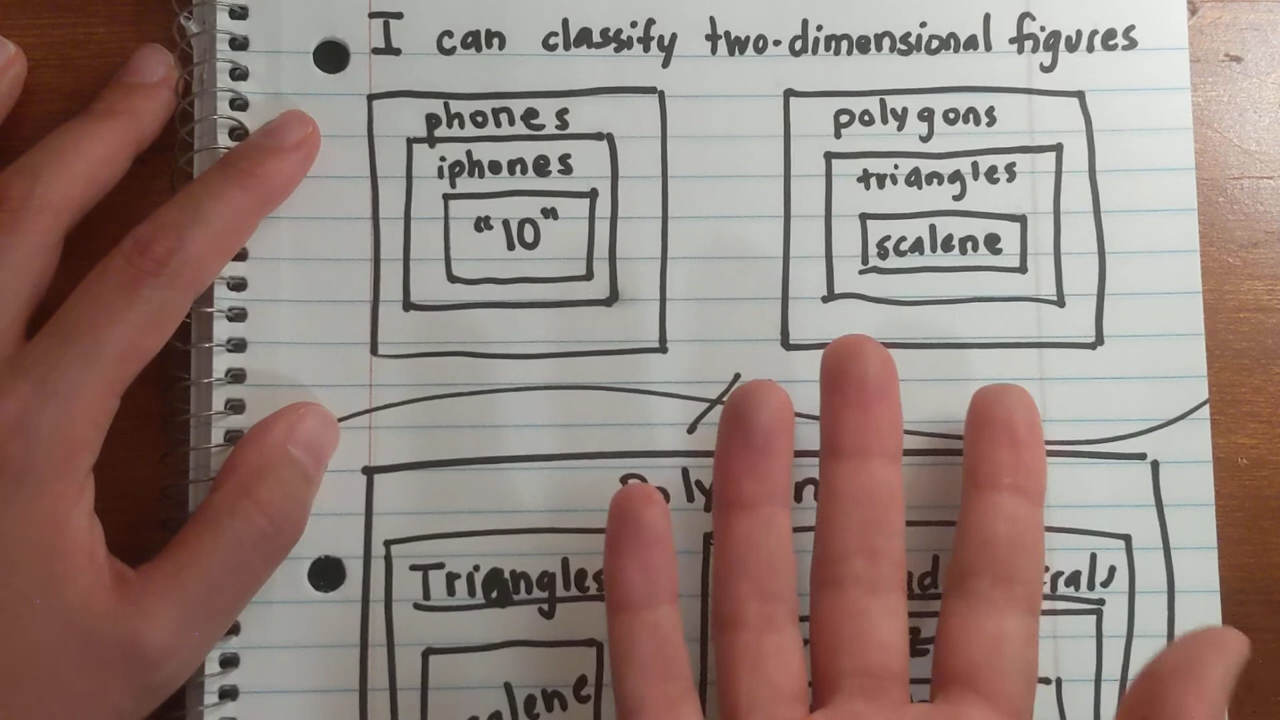 I can classify two-dimensional figures
phones
iphones
"10"
polygons
triangles
scalene
Triangles